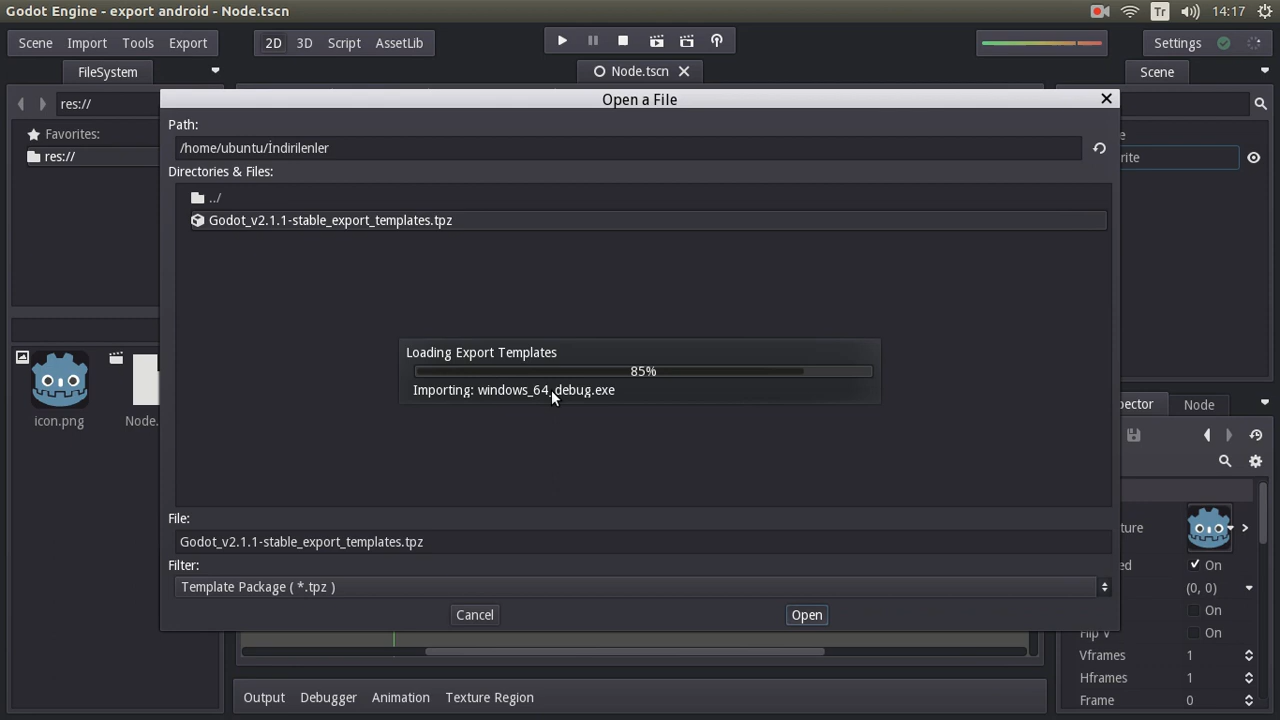 Godot Engine - export android - Node.tscn
Tr
14:17
Scene Import Tools Export
2D 3D Script AssetLib
Settings
FileSystem
Node.tscn
Scene
res://
Open a File
Favorites:
res://
Path:
/home/ubuntu/İndirilenler
Directories & Files:
../
Godot_v2.1.1-stable_export_templates.tpz
Loading Export Templates
85%
Importing: windows_64_debug.exe
icon.png
Node.
Node
File:
Godot_v2.1.1-stable_export_templates.tpz
Filter:
Template Package ( *.tpz )
Cancel
Open
On
(0, 0)
On
Flip V
On
Vframes
1
Hframes
1
Frame
0
Output Debugger Animation Texture Region